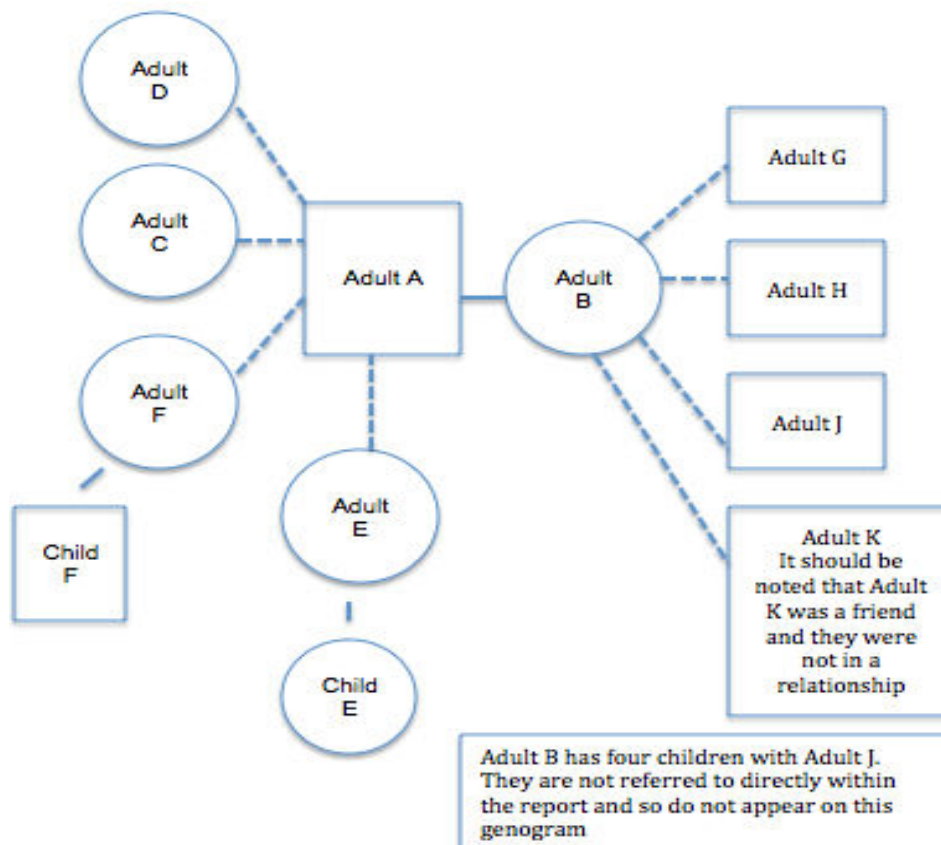 Adult
D
Adult
C
Adult
F
Child
F
Adult A
Adult
E
Child
E
Adult
B
Adult G
Adult H
Adult J
Adult K
It should be
noted that Adult
K was a friend
and they were
not in a
relationship
Adult B has four children with Adult J.
They are not referred to directly within
the report and so do not appear on this
genogram